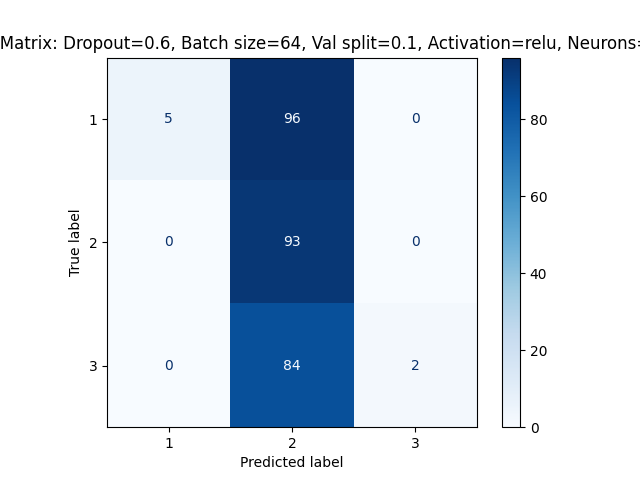 Matrix: Dropout=0.6, Batch size=64, Val split=0.1, Activation=relu, Neurons=
1 5 96 0
2 0 93 0
3 0 84 2
1 2 3
Predicted label
True label
80
60
40
20
0